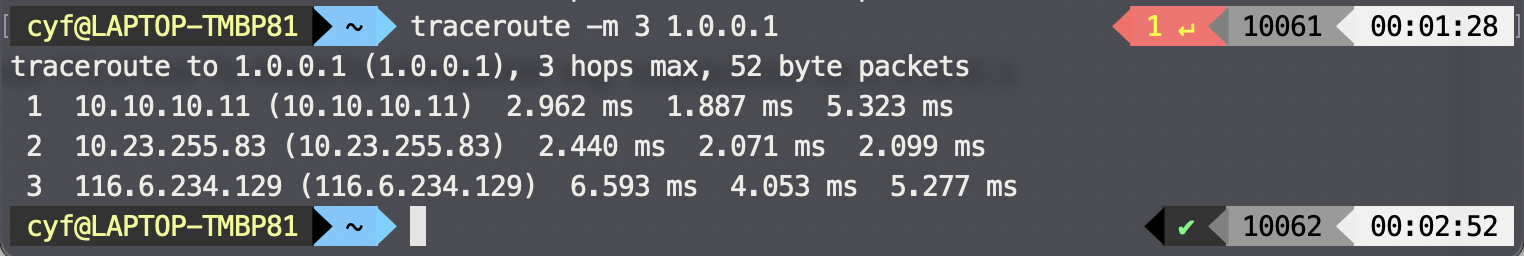 cyf@LAPTOP-TMBP81 ~ traceroute -m 3 1.0.0.1 1 ↵ 10061 00:01:28
traceroute to 1.0.0.1 (1.0.0.1), 3 hops max, 52 byte packets
1 10.10.10.11 (10.10.10.11) 2.962 ms 1.887 ms 5.323 ms
2 10.23.255.83 (10.23.255.83) 2.440 ms 2.071 ms 2.099 ms
3 116.6.234.129 (116.6.234.129) 6.593 ms 4.053 ms 5.277 ms
cyf@LAPTOP-TMBP81 ~ ✔ 10062 00:02:52